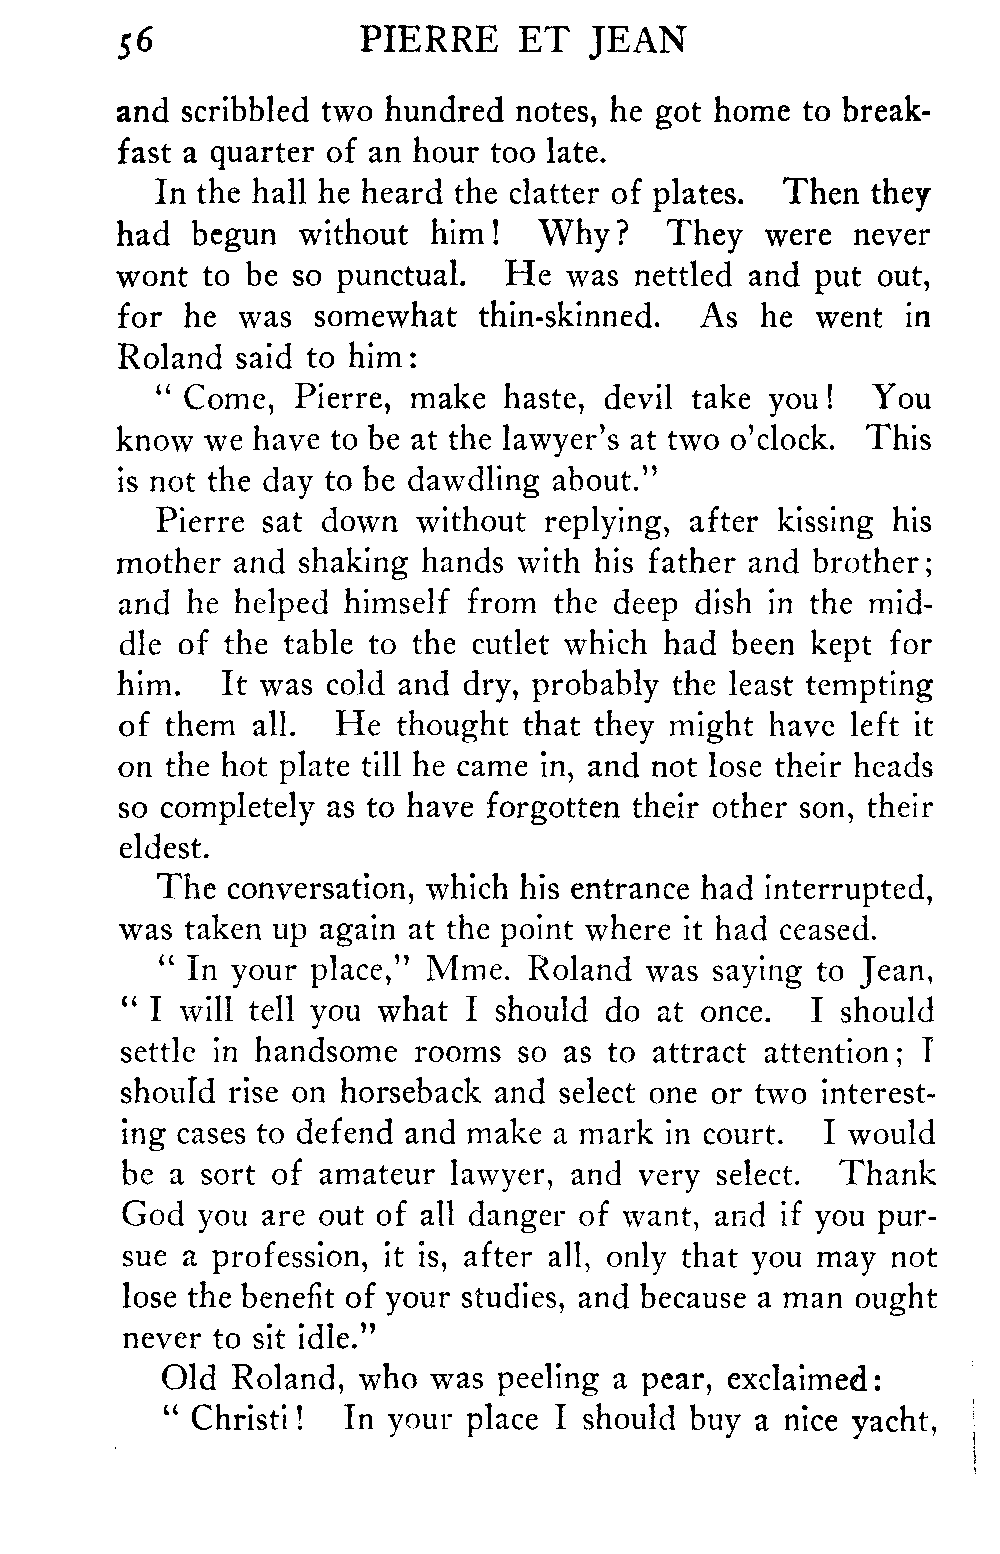 56 PIERRE ET JEAN
and scribbled two hundred notes, he got home to break-
fast a quarter of an hour too late.
In the hall he heard the clatter of plates. Then they
had begun without him! Why? They were never
wont to be so punctual. He was nettled and put out,
for he was somewhat thin-skinned. As he went in
Roland said to him:
"Come, Pierre, make haste, devil take you! You
know we have to be at the lawyer's at two o'clock. This
is not the day to be dawdling about."
Pierre sat down without replying, after kissing his
mother and shaking hands with his father and brother;
and he helped himself from the deep dish in the mid-
dle of the table to the cutlet which had been kept for
him. It was cold and dry, probably the least tempting
of them all. He thought that they might have left it
on the hot plate till he came in, and not lose their heads
so completely as to have forgotten their other son, their
eldest.
The conversation, which his entrance had interrupted,
was taken up again at the point where it had ceased.
"In your place," Mme. Roland was saying to Jean,
"I will tell you what I should do at once. I should
settle in handsome rooms so as to attract attention; I
should rise on horseback and select one or two interest-
ing cases to defend and make a mark in court. I would
be a sort of amateur lawyer, and very select. Thank
God you are out of all danger of want, and if you pur-
sue a profession, it is, after all, only that you may not
lose the benefit of your studies, and because a man ought
never to sit idle."
Old Roland, who was peeling a pear, exclaimed:
"Christi! In your place I should buy a nice yacht,